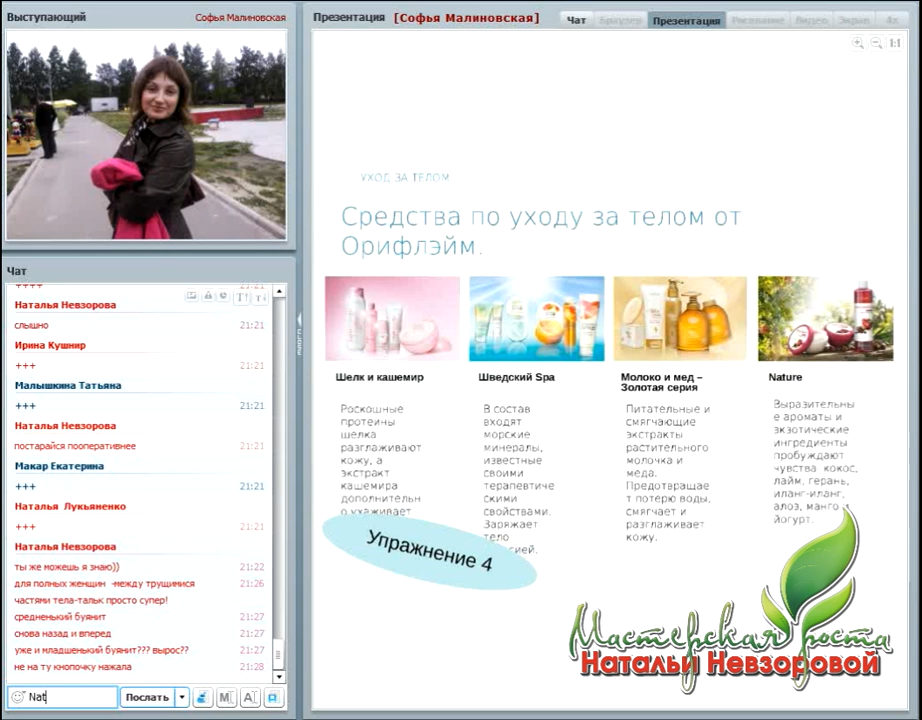 Выступающий
Софья Малиновская
Чат
++++
21:21
Наталья Невзорова
слышно 21:21
Ирина Кушнир
+++ 21:21
Малышкина Татьяна
+++ 21:21
Наталья Невзорова
постарайся пооперативнее 21:21
Макар Екатерина
+++ 21:21
Наталья Лукьяненко
+++ 21:21
Наталья Невзорова
ты же можешь я знаю)) 21:22
для полных женщин -между трущимися 21:26
частями тела-тальк просто супер!
средненький буянит 21:27
снова назад и вперед 21:27
уже и младшенький буянит??? вырос?? 21:27
не на ту кнопочку нажала 21:28
Nat
Послать
Презентация [Софья Малиновская]
Чат Браузер Презентация Рисование Видео Экран 4x
1:1
УХОД ЗА ТЕЛОМ
Средства по уходу за телом от
Орифлэйм.
Шелк и кашемир
Роскошные
протеины
шелка
разглаживают
кожу, а
экстракт
кашемира
дополнительн
о ухаживает
Шведский Spa
В состав
входят
морские
минералы,
известные
своими
терапевтиче
скими
свойствами.
Заряжает
тело
Молоко и мед –
Золотая серия
Питательные и
смягчающие
экстракты
растительного
молочка и
меда.
Предотвращае
т потерю воды,
смягчает и
разглаживает
кожу.
Nature
Выразительны
е ароматы и
экзотические
ингредиенты
пробуждают
чувства кокос,
лайм, герань,
иланг-иланг,
алоэ, манго и
йогурт.
Упражнение 4
Мастерская роста
Натальи Невзоровой